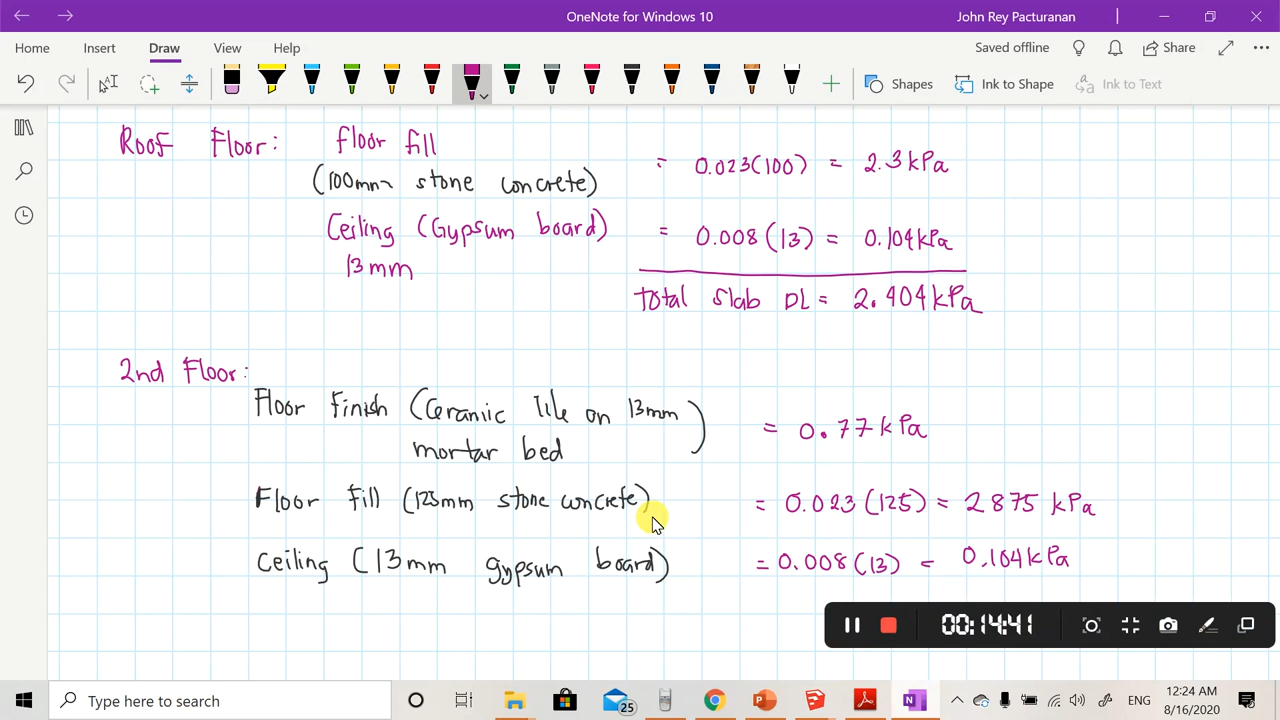 OneNote for Windows 10
John Rey Pacturanan
Home Insert Draw View Help
Saved offline
Share
Shapes
Ink to Shape
Ink to Text
Roof Floor: floor fill
(100mm stone concrete) = 0.023(100) = 2.3 kPa
Ceiling (Gypsum board) = 0.008 (13) = 0.104 kPa
13 mm
Total Slab DL = 2.404 kPa
2nd Floor:
Floor Finish (Ceramic Tile on 13mm
mortar bed) = 0.77 kPa
Floor Fill (125mm stone concrete) = 0.023 (125) = 2.875 kPa
Ceiling (13mm gypsum board) = 0.008 (13) = 0.104 kPa
00:14:41
Type here to search
25
ENG
12:24 AM
8/16/2020